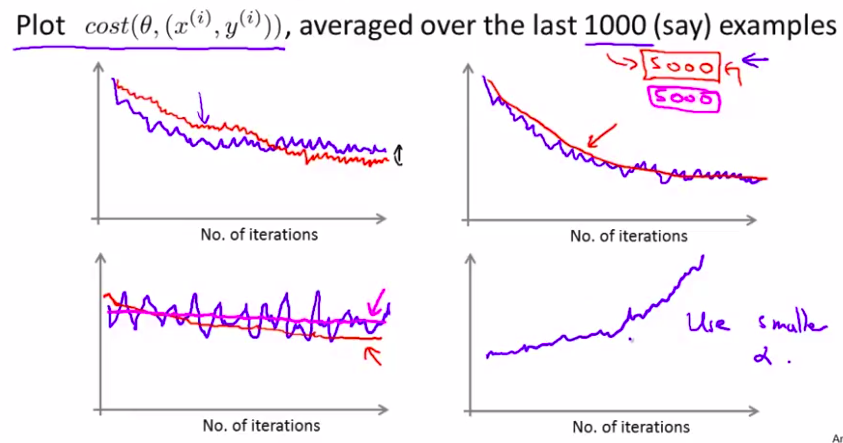 Plot cost(θ, (x^{(i)}, y^{(i)})), averaged over the last 1000 (say) examples
5000
5000
No. of iterations
No. of iterations
Use smaller
α.
No. of iterations
No. of iterations